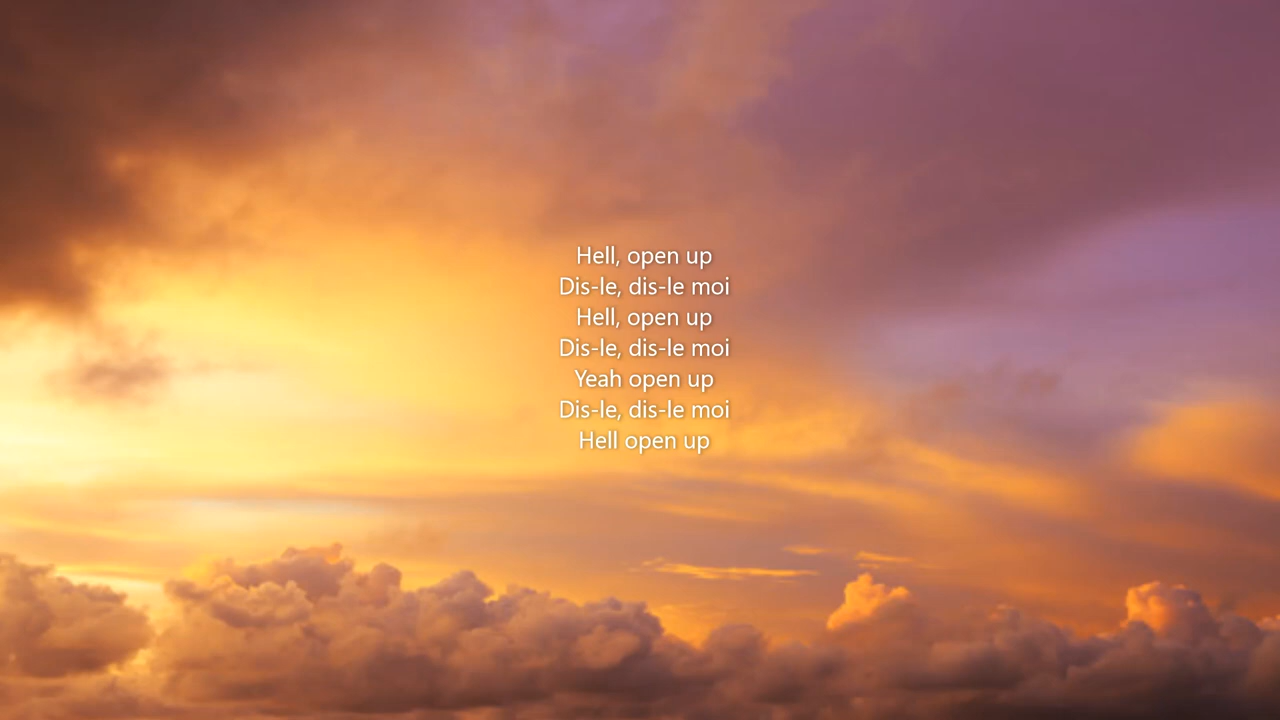 Hell, open up
Dis-le, dis-le moi
Hell, open up
Dis-le, dis-le moi
Yeah open up
Dis-le, dis-le moi
Hell open up